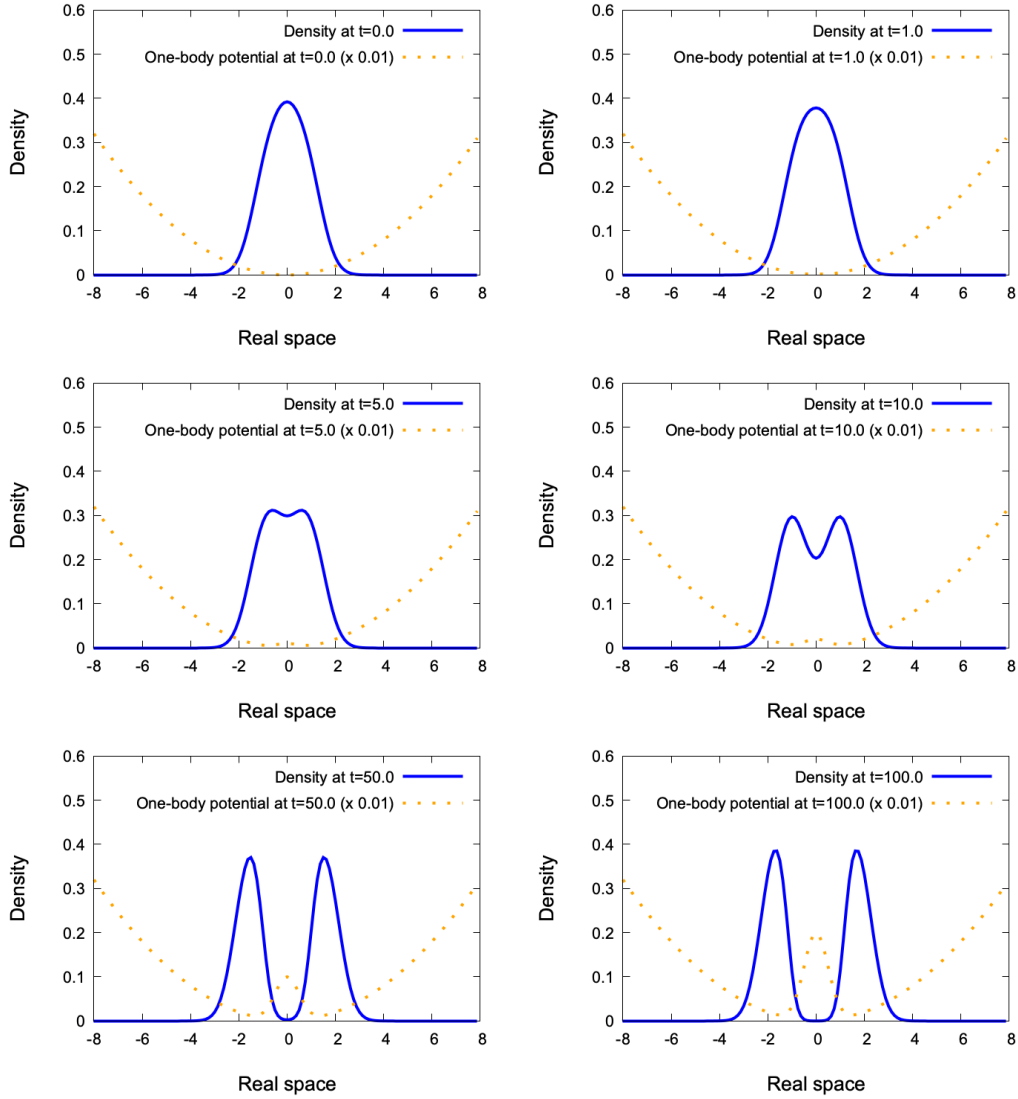 Density at t=0.0
One-body potential at t=0.0 (x 0.01)
Density
0.6
0.5
0.4
0.3
0.2
0.1
0
-8 -6 -4 -2 0 2 4 6 8
Real space
Density at t=1.0
One-body potential at t=1.0 (x 0.01)
Density
0.6
0.5
0.4
0.3
0.2
0.1
0
-8 -6 -4 -2 0 2 4 6 8
Real space
Density at t=5.0
One-body potential at t=5.0 (x 0.01)
Density
0.6
0.5
0.4
0.3
0.2
0.1
0
-8 -6 -4 -2 0 2 4 6 8
Real space
Density at t=10.0
One-body potential at t=10.0 (x 0.01)
Density
0.6
0.5
0.4
0.3
0.2
0.1
0
-8 -6 -4 -2 0 2 4 6 8
Real space
Density at t=50.0
One-body potential at t=50.0 (x 0.01)
Density
0.6
0.5
0.4
0.3
0.2
0.1
0
-8 -6 -4 -2 0 2 4 6 8
Real space
Density at t=100.0
One-body potential at t=100.0 (x 0.01)
Density
0.6
0.5
0.4
0.3
0.2
0.1
0
-8 -6 -4 -2 0 2 4 6 8
Real space